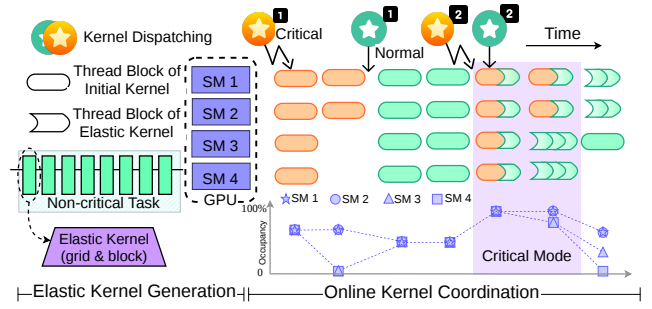 Kernel Dispatching
Thread Block of
Initial Kernel
Thread Block of
Elastic Kernel
Non-critical Task
Elastic Kernel
(grid & block)
SM 1
SM 2
SM 3
SM 4
GPU
1
Critical
1
Normal
2
2
Time
100%
Occupancy
0
SM 1
SM 2
SM 3
SM 4
Critical Mode
Elastic Kernel Generation
Online Kernel Coordination